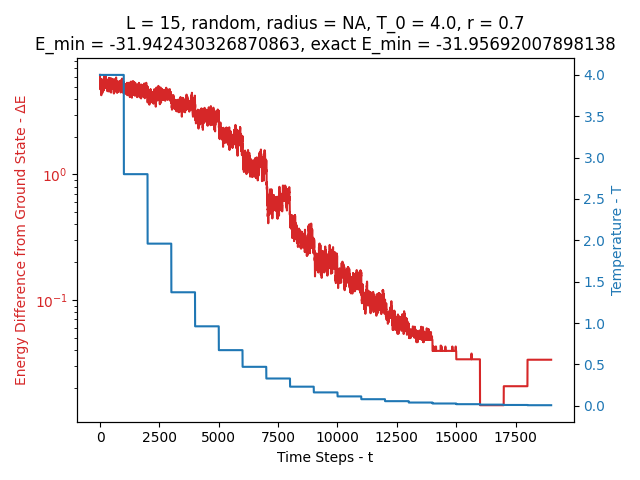 L = 15, random, radius = NA, T_0 = 4.0, r = 0.7
E_min = -31.942430326870863, exact E_min = -31.95692007898138
Energy Difference from Ground State - ΔE
10⁰
10⁻¹
4.0
3.5
3.0
2.5
2.0
1.5
1.0
0.5
0.0
Temperature - T
0 2500 5000 7500 10000 12500 15000 17500
Time Steps - t